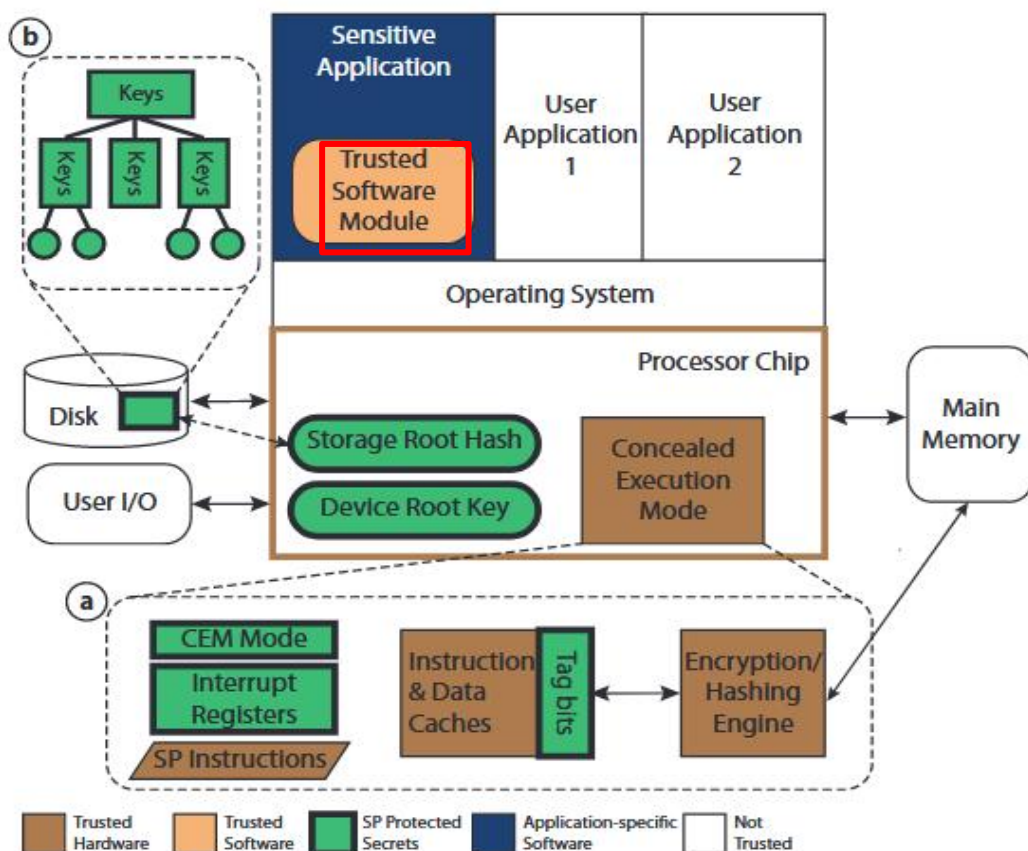 b
Keys
Keys
Keys
Keys
Sensitive
Application
Trusted
Software
Module
User
Application
1
User
Application
2
Operating System
Processor Chip
Disk
User I/O
Storage Root Hash
Device Root Key
Concealed
Execution
Mode
Main
Memory
a
CEM Mode
Interrupt
Registers
SP Instructions
Instruction
& Data
Caches
Tag bits
Encryption/
Hashing
Engine
Trusted
Hardware
Trusted
Software
SP Protected
Secrets
Application-specific
Software
Not
Trusted